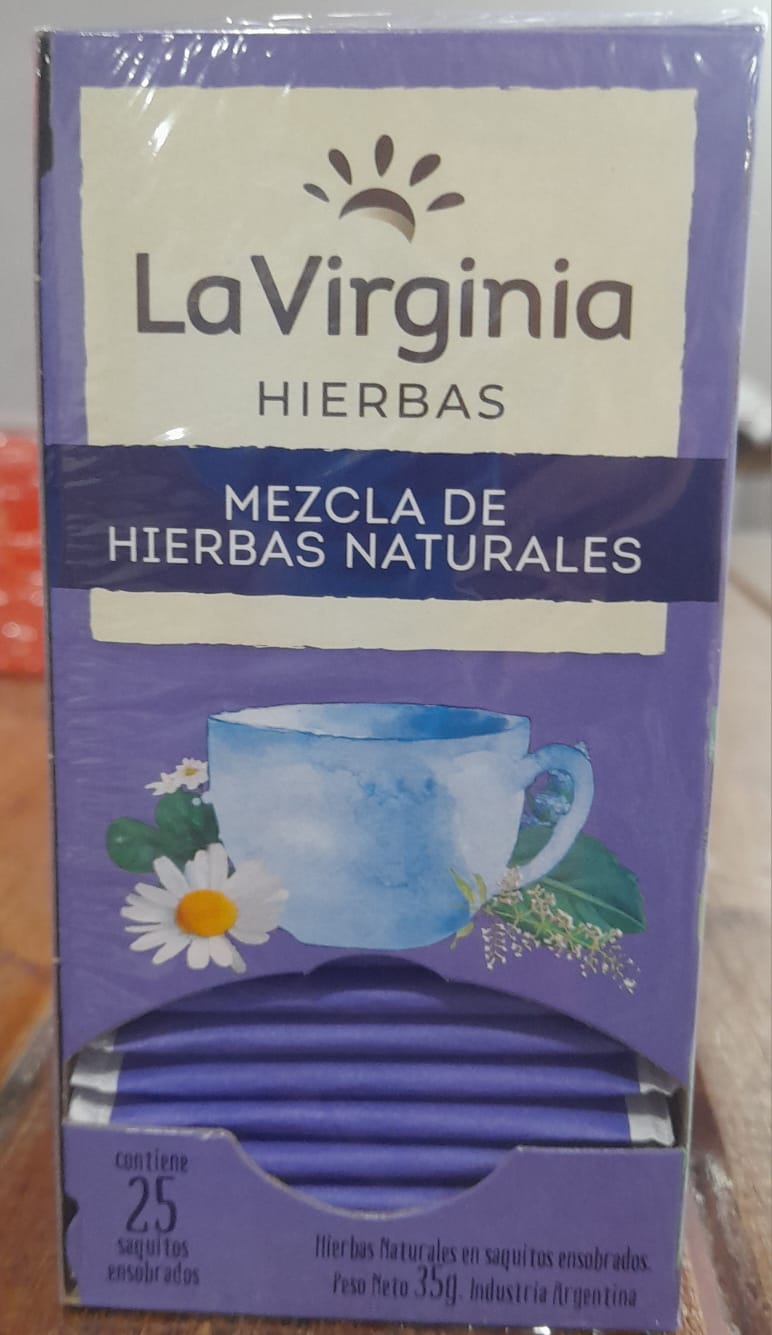 La Virginia
HIERBAS
MEZCLA DE
HIERBAS NATURALES
contiene
25
saquitos
ensobrados
Hierbas Naturales en saquitos ensobrados.
Peso Neto 35g. Industria Argentina